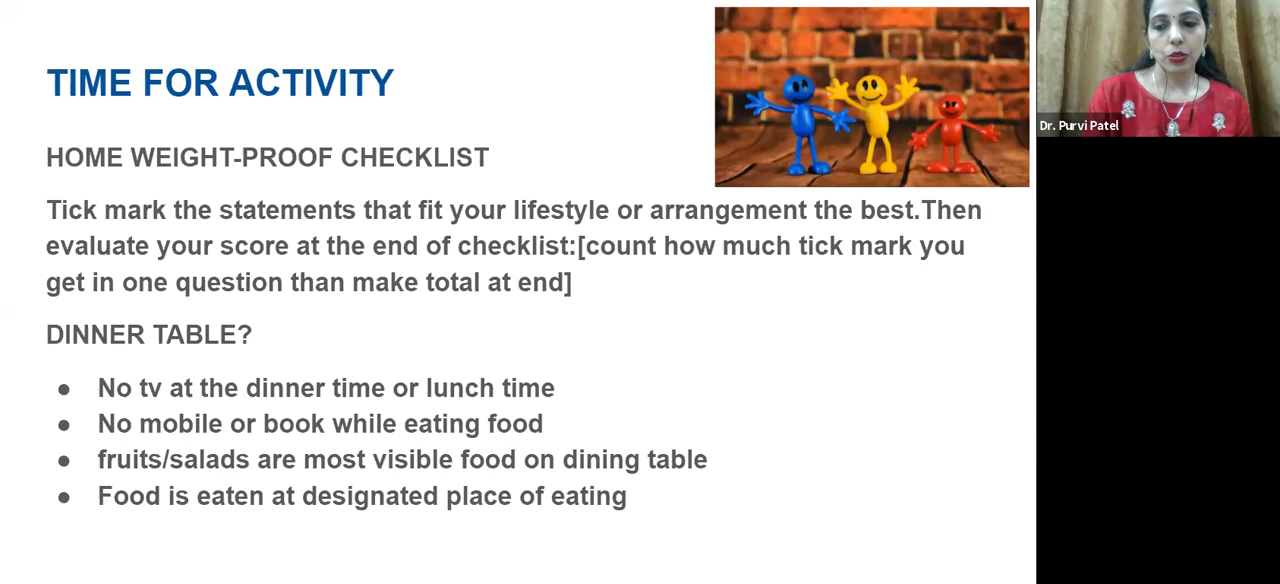 TIME FOR ACTIVITY
HOME WEIGHT-PROOF CHECKLIST
Tick mark the statements that fit your lifestyle or arrangement the best.Then
evaluate your score at the end of checklist:[count how much tick mark you
get in one question than make total at end]
DINNER TABLE?
● No tv at the dinner time or lunch time
● No mobile or book while eating food
● fruits/salads are most visible food on dining table
● Food is eaten at designated place of eating
Dr. Purvi Patel